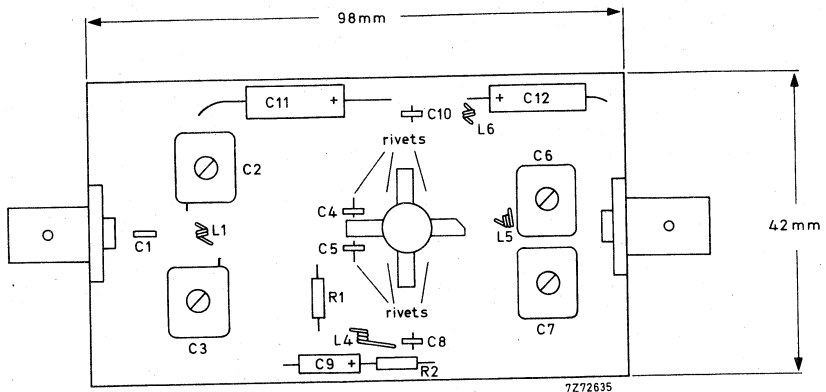 98mm
C11 +
+ C12
C10
L6
rivets
C2
C6
C4
L1
L5
C1
C5
42mm
R1
rivets
C7
C3
L4
C8
C9 +
R2
7Z72635